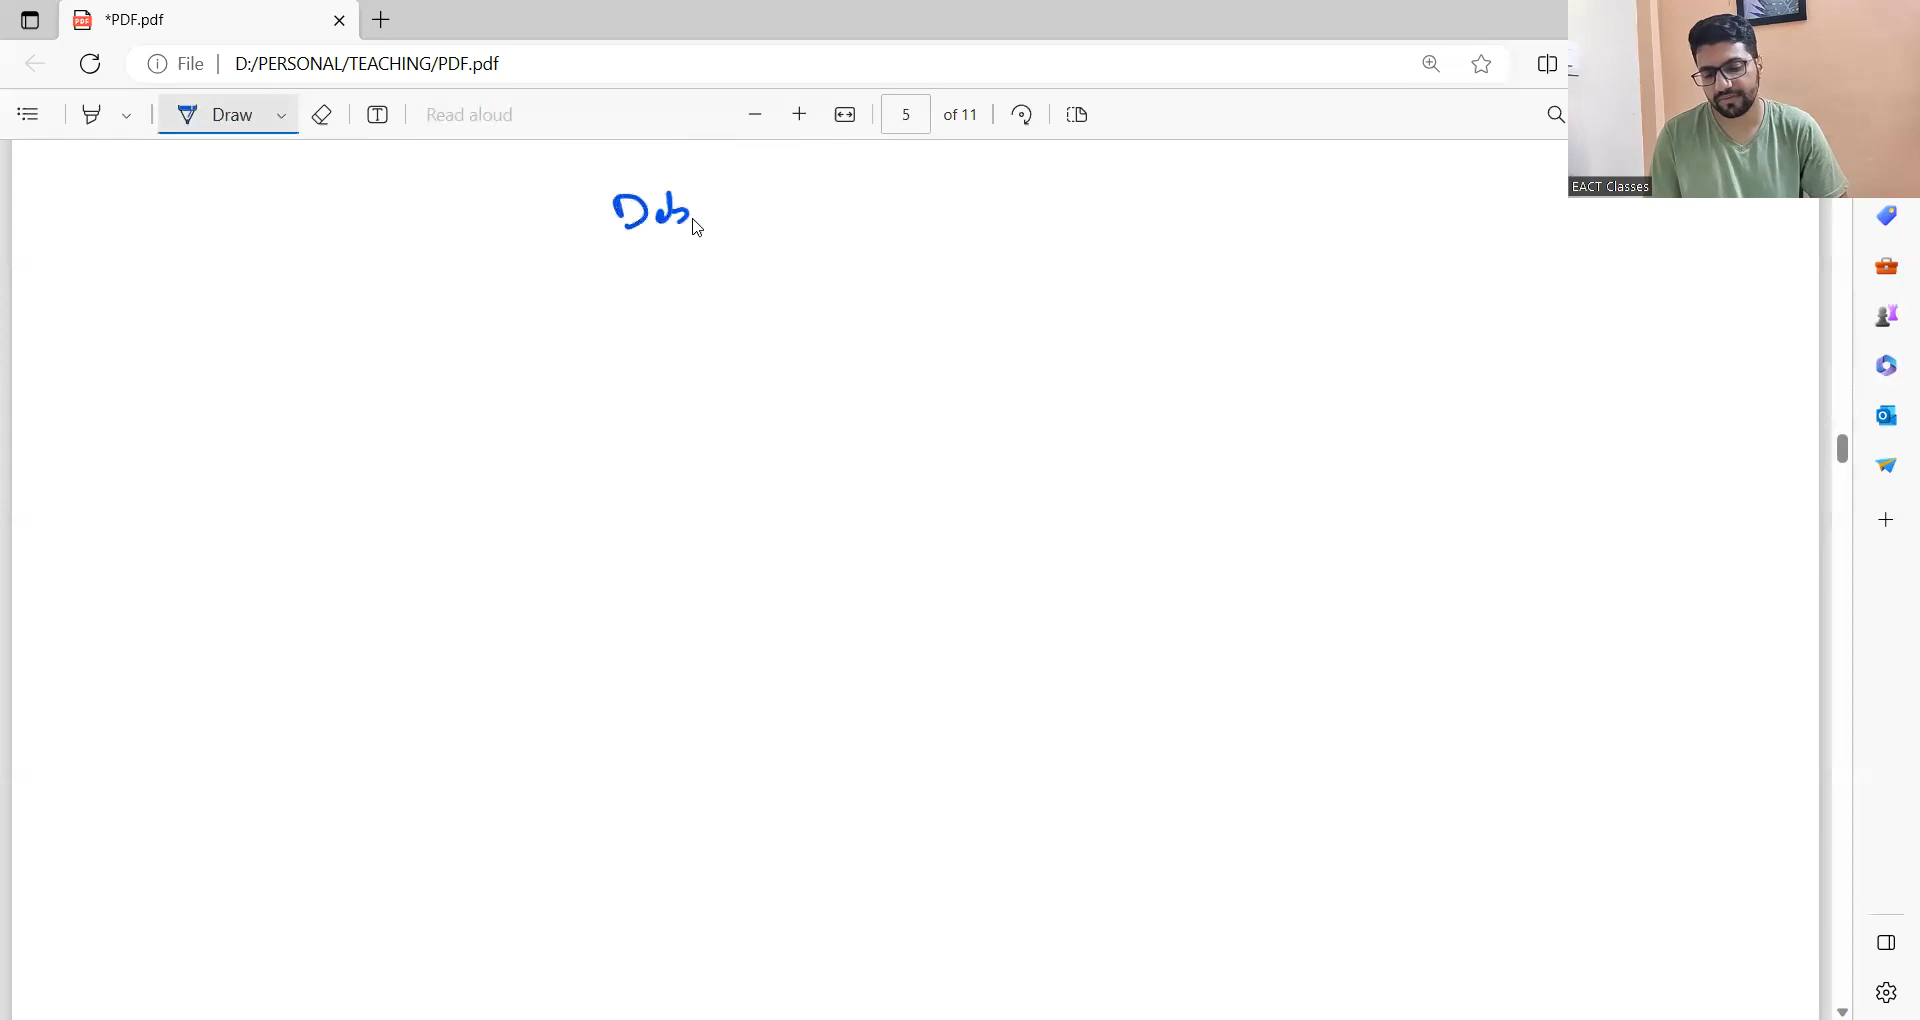 *PDF.pdf
File D:/PERSONAL/TEACHING/PDF.pdf
Draw Read aloud 5 of 11
EACT Classes